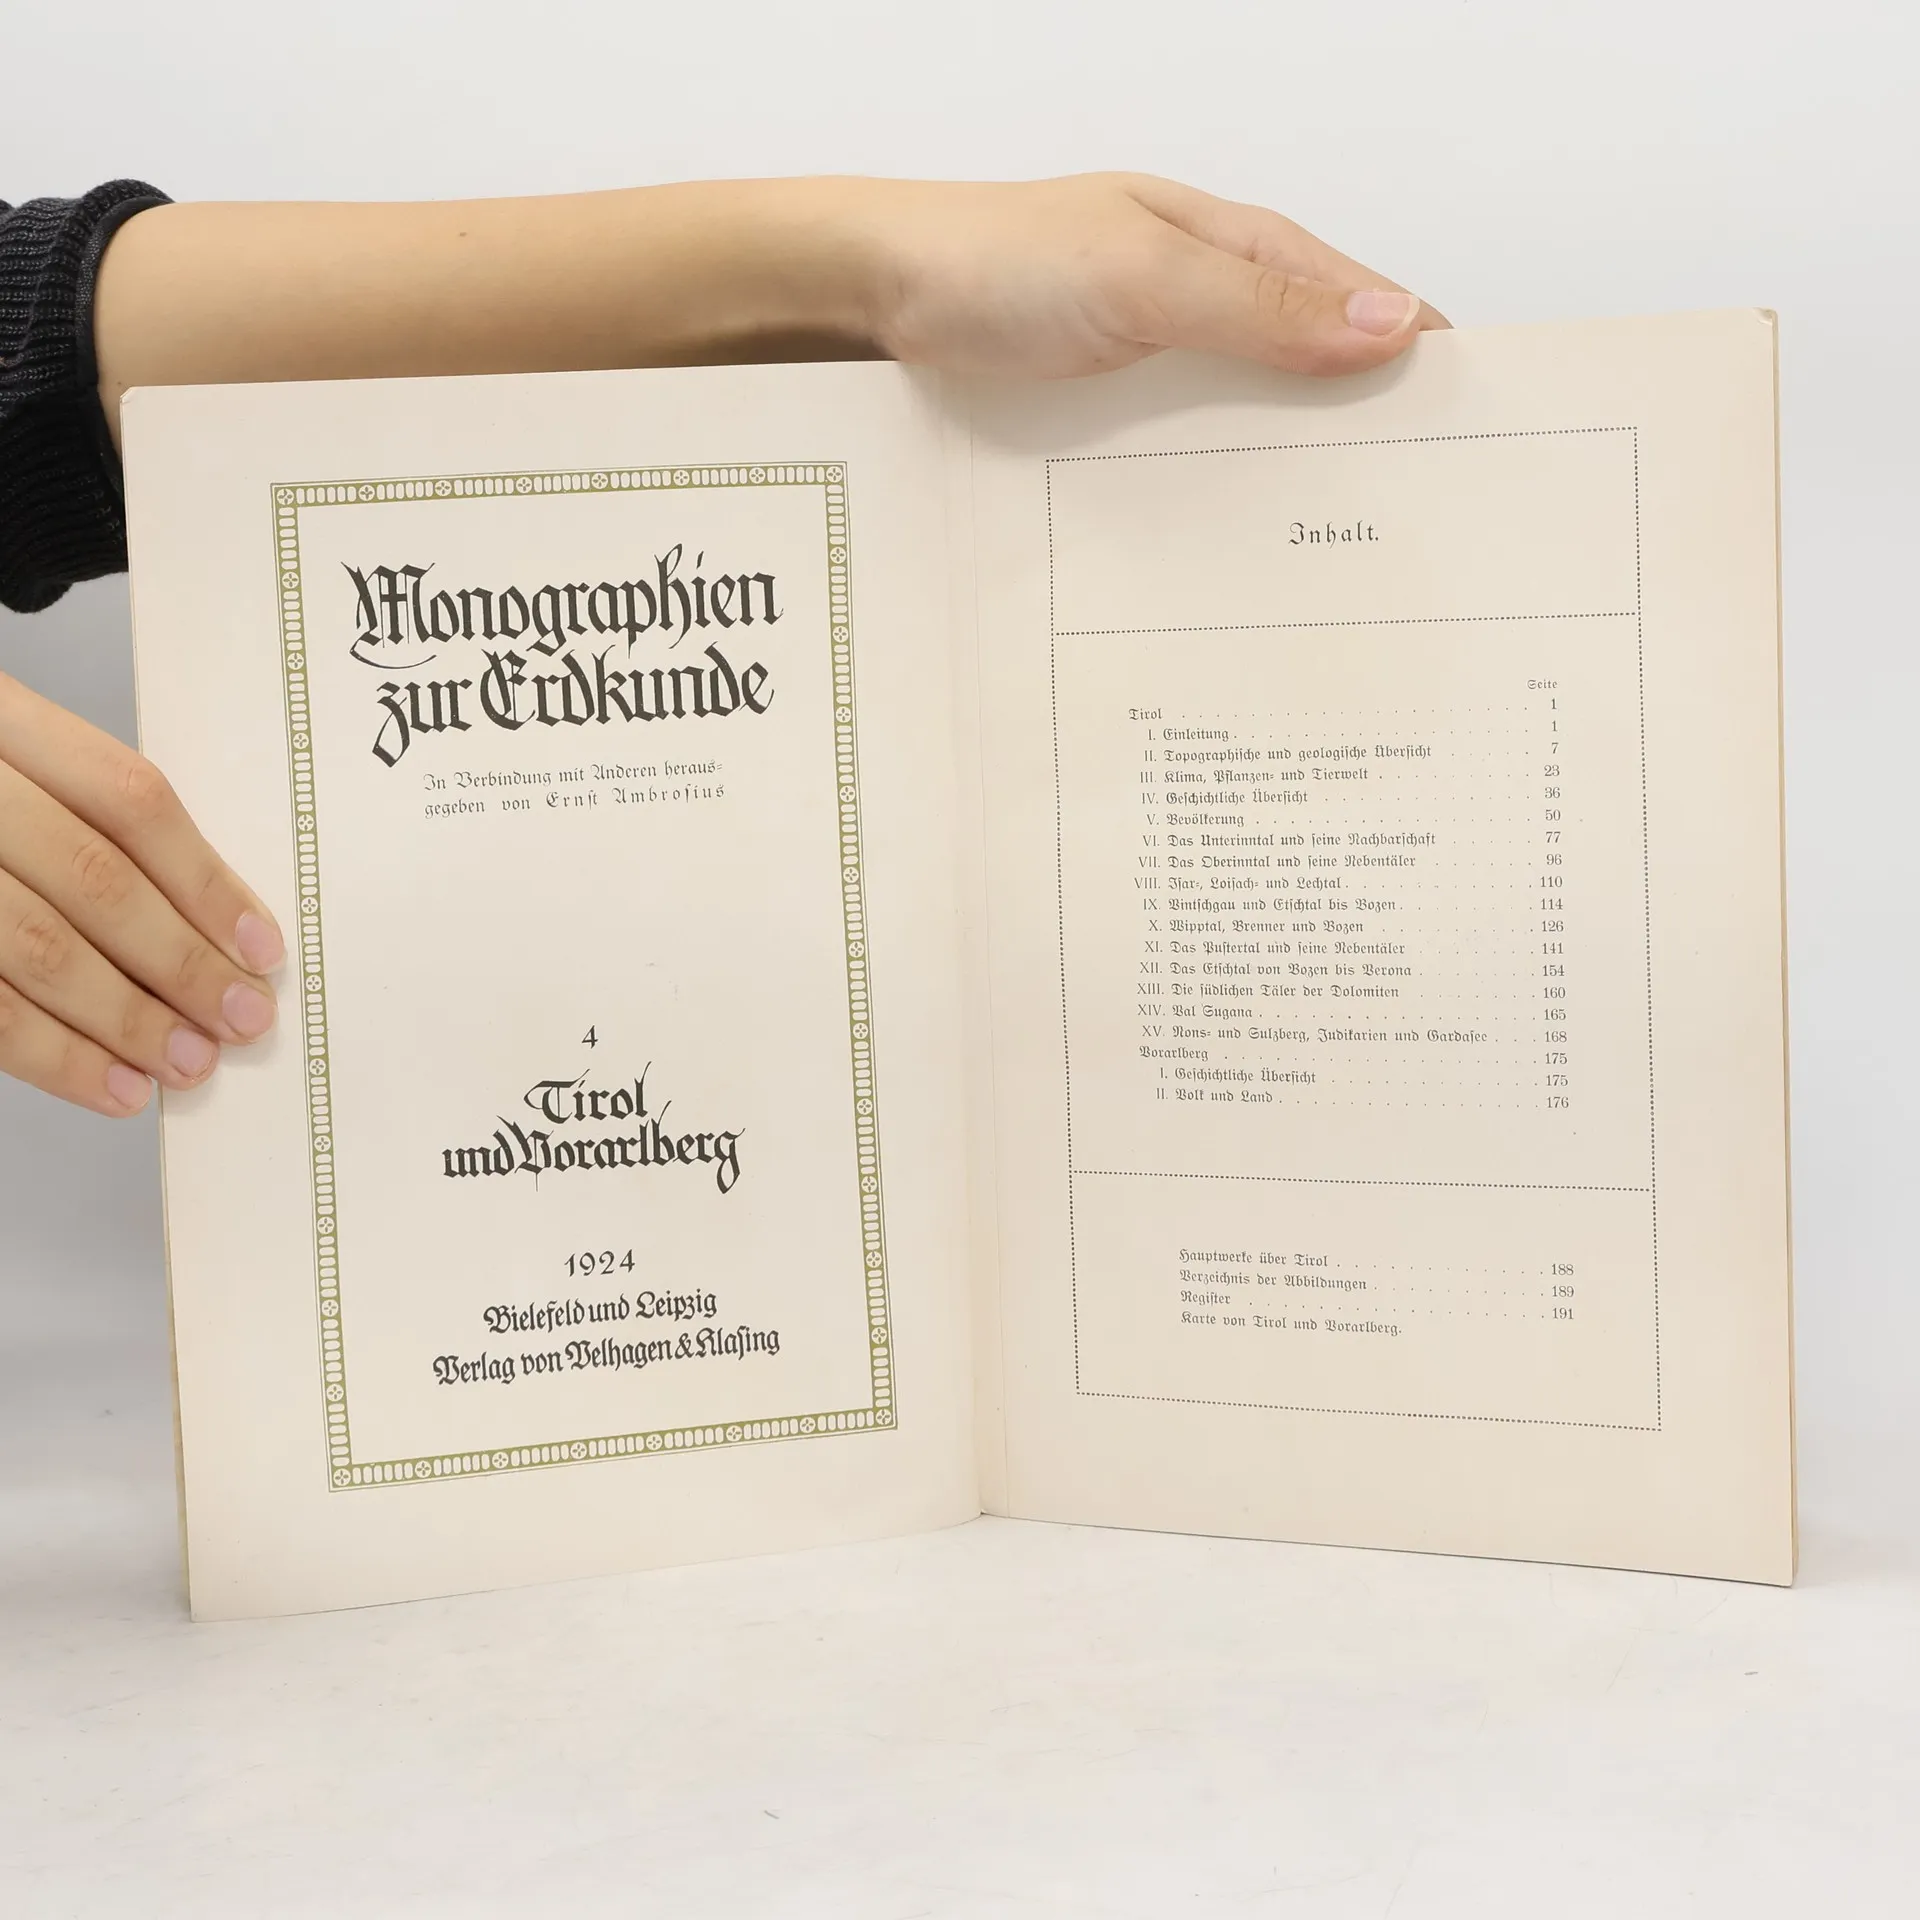 Monographien
zur Erdkunde
In Verbindung mit Anderen heraus-
gegeben von Ernst Ambrosius
4
Tirol
und Vorarlberg
1924
Bielefeld und Leipzig
Verlag von Velhagen & Klasing
Inhalt.
Seite
Tirol . . . . . . . . . . . . . . . . . . . . 1
I. Einleitung . . . . . . . . . . . . . . . . . 1
II. Topographische und geologische Übersicht . . . . . 7
III. Klima, Pflanzen- und Tierwelt . . . . . . . . 23
IV. Geschichtliche Übersicht . . . . . . . . . . . . 36
V. Bevölkerung . . . . . . . . . . . . . . . . 50
VI. Das Unterinntal und seine Nachbarschaft . . . . . 77
VII. Das Oberinntal und seine Nebentäler . . . . . . 96
VIII. Isar-, Loisach- und Lechtal . . . . . . . . . . 110
IX. Vintschgau und Etschtal bis Bozen . . . . . . . 114
X. Wipptal, Brenner und Bozen . . . . . . . . . 126
XI. Das Pustertal und seine Nebentäler . . . . . . . 141
XII. Das Etschtal von Bozen bis Verona . . . . . . . 154
XIII. Die südlichen Täler der Dolomiten . . . . . . . 160
XIV. Val Sugana . . . . . . . . . . . . . . . . 165
XV. Nons- und Sulzberg, Judikarien und Gardasee . . . 168
Vorarlberg . . . . . . . . . . . . . . . . . . 175
I. Geschichtliche Übersicht . . . . . . . . . . . . 175
II. Volk und Land . . . . . . . . . . . . . . . 176
Hauptwerke über Tirol . . . . . . . . . . . . 188
Verzeichnis der Abbildungen . . . . . . . . . . 189
Register . . . . . . . . . . . . . . . . . 191
Karte von Tirol und Vorarlberg.